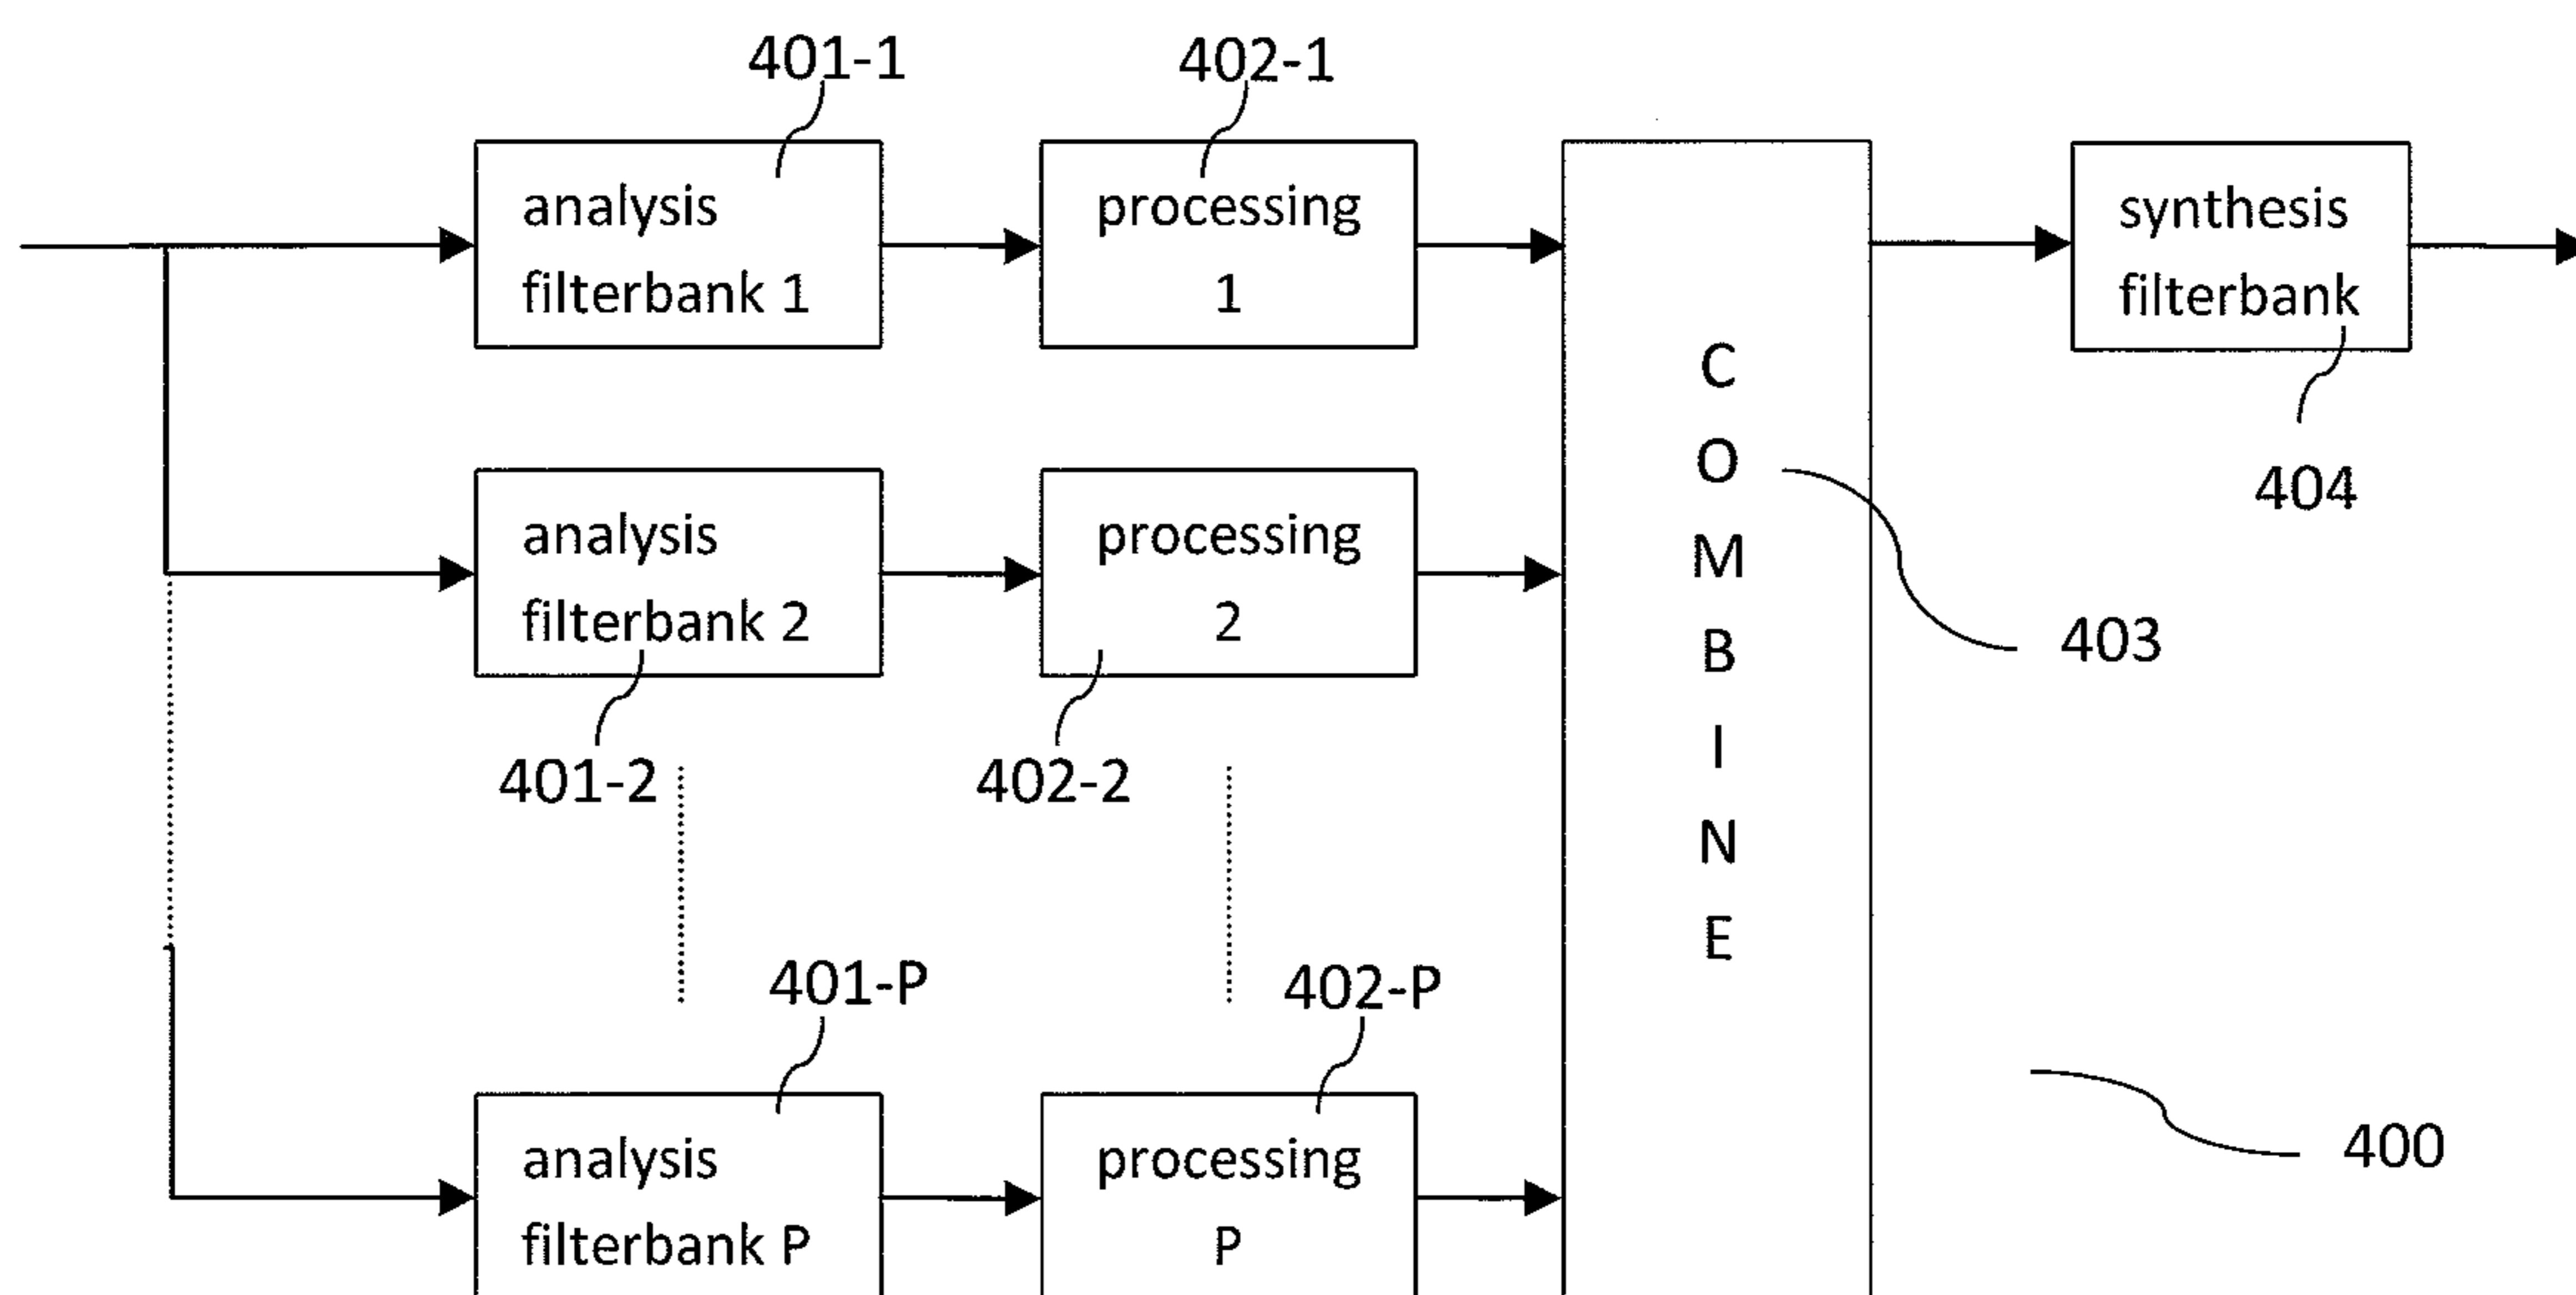 401-1
402-1
analysis
filterbank 1
processing
1
synthesis
filterbank
404
analysis
filterbank 2
processing
2
401-2
402-2
C
O
M
B
I
N
E
403
401-P
402-P
analysis
filterbank P
processing
P
400